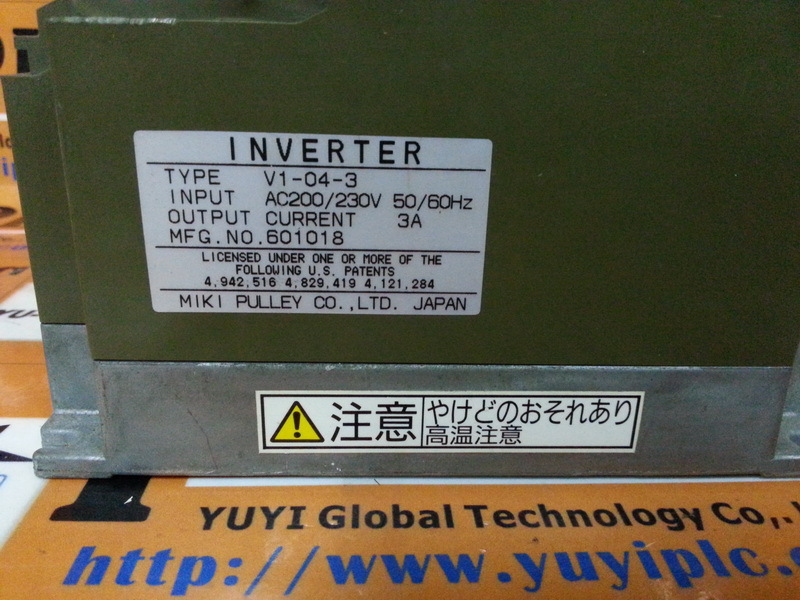 INVERTER
TYPE V1-04-3
INPUT AC200/230V 50/60Hz
OUTPUT CURRENT 3A
MFG.NO.601018
LICENSED UNDER ONE OR MORE OF THE
FOLLOWING U.S. PATENTS
4,942,516 4,829,419 4,121,284
MIKI PULLEY CO.,LTD. JAPAN
注意
やけどのおそれあり
高温注意
YUYI Global Technology Co,.
http://www.yuyiplc.c